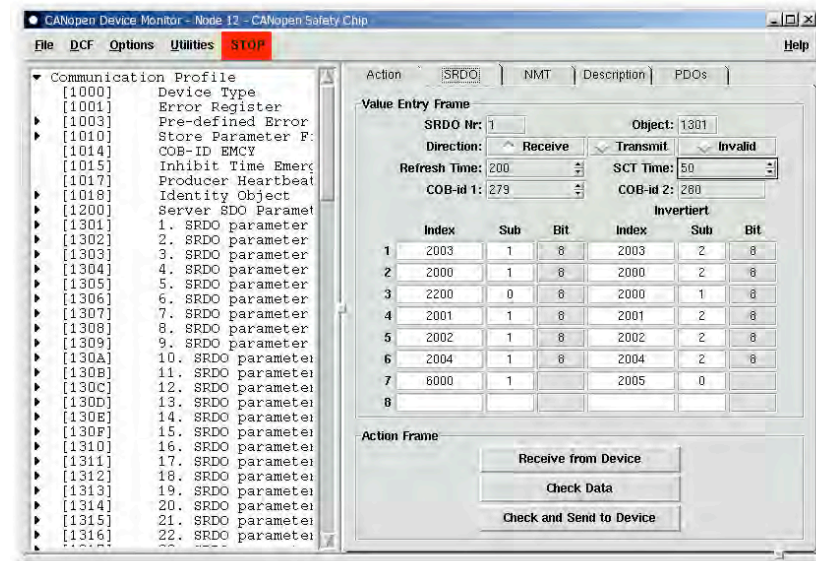 CANopen Device Monitor - Node 12 - CANopen Safety Chip
File DCF Options Utilities STOP Help
Communication Profile
[1000] Device Type
[1001] Error Register
[1003] Pre-defined Error
[1010] Store Parameter F
[1014] COB-ID EMCY
[1015] Inhibit Time Emerg
[1017] Producer Heartbeat
[1018] Identity Object
[1200] Server SDO Paramet
[1301] 1. SRDO parameter
[1302] 2. SRDO parameter
[1303] 3. SRDO parameter
[1304] 4. SRDO parameter
[1305] 5. SRDO parameter
[1306] 6. SRDO parameter
[1307] 7. SRDO parameter
[1308] 8. SRDO parameter
[1309] 9. SRDO parameter
[130A] 10. SRDO parameter
[130B] 11. SRDO parameter
[130C] 12. SRDO parameter
[130D] 13. SRDO parameter
[130E] 14. SRDO parameter
[130F] 15. SRDO parameter
[1310] 16. SRDO parameter
[1311] 17. SRDO parameter
[1312] 18. SRDO parameter
[1313] 19. SRDO parameter
[1314] 20. SRDO parameter
[1315] 21. SRDO parameter
[1316] 22. SRDO parameter
Action SRDO NMT Description PDOs
Value Entry Frame
SRDO Nr: 1 Object: 1301
Direction: Receive Transmit Invalid
Refresh Time: 200 SCT Time: 50
COB-id 1: 279 COB-id 2: 280
Invertiert
Index Sub Bit Index Sub Bit
1 2003 1 8 2003 2 8
2 2000 1 8 2000 2 8
3 2200 0 8 2000 1 8
4 2001 1 8 2001 2 8
5 2002 1 8 2002 2 8
6 2004 1 8 2004 2 8
7 6000 1 2005 0
8
Action Frame
Receive from Device
Check Data
Check and Send to Device